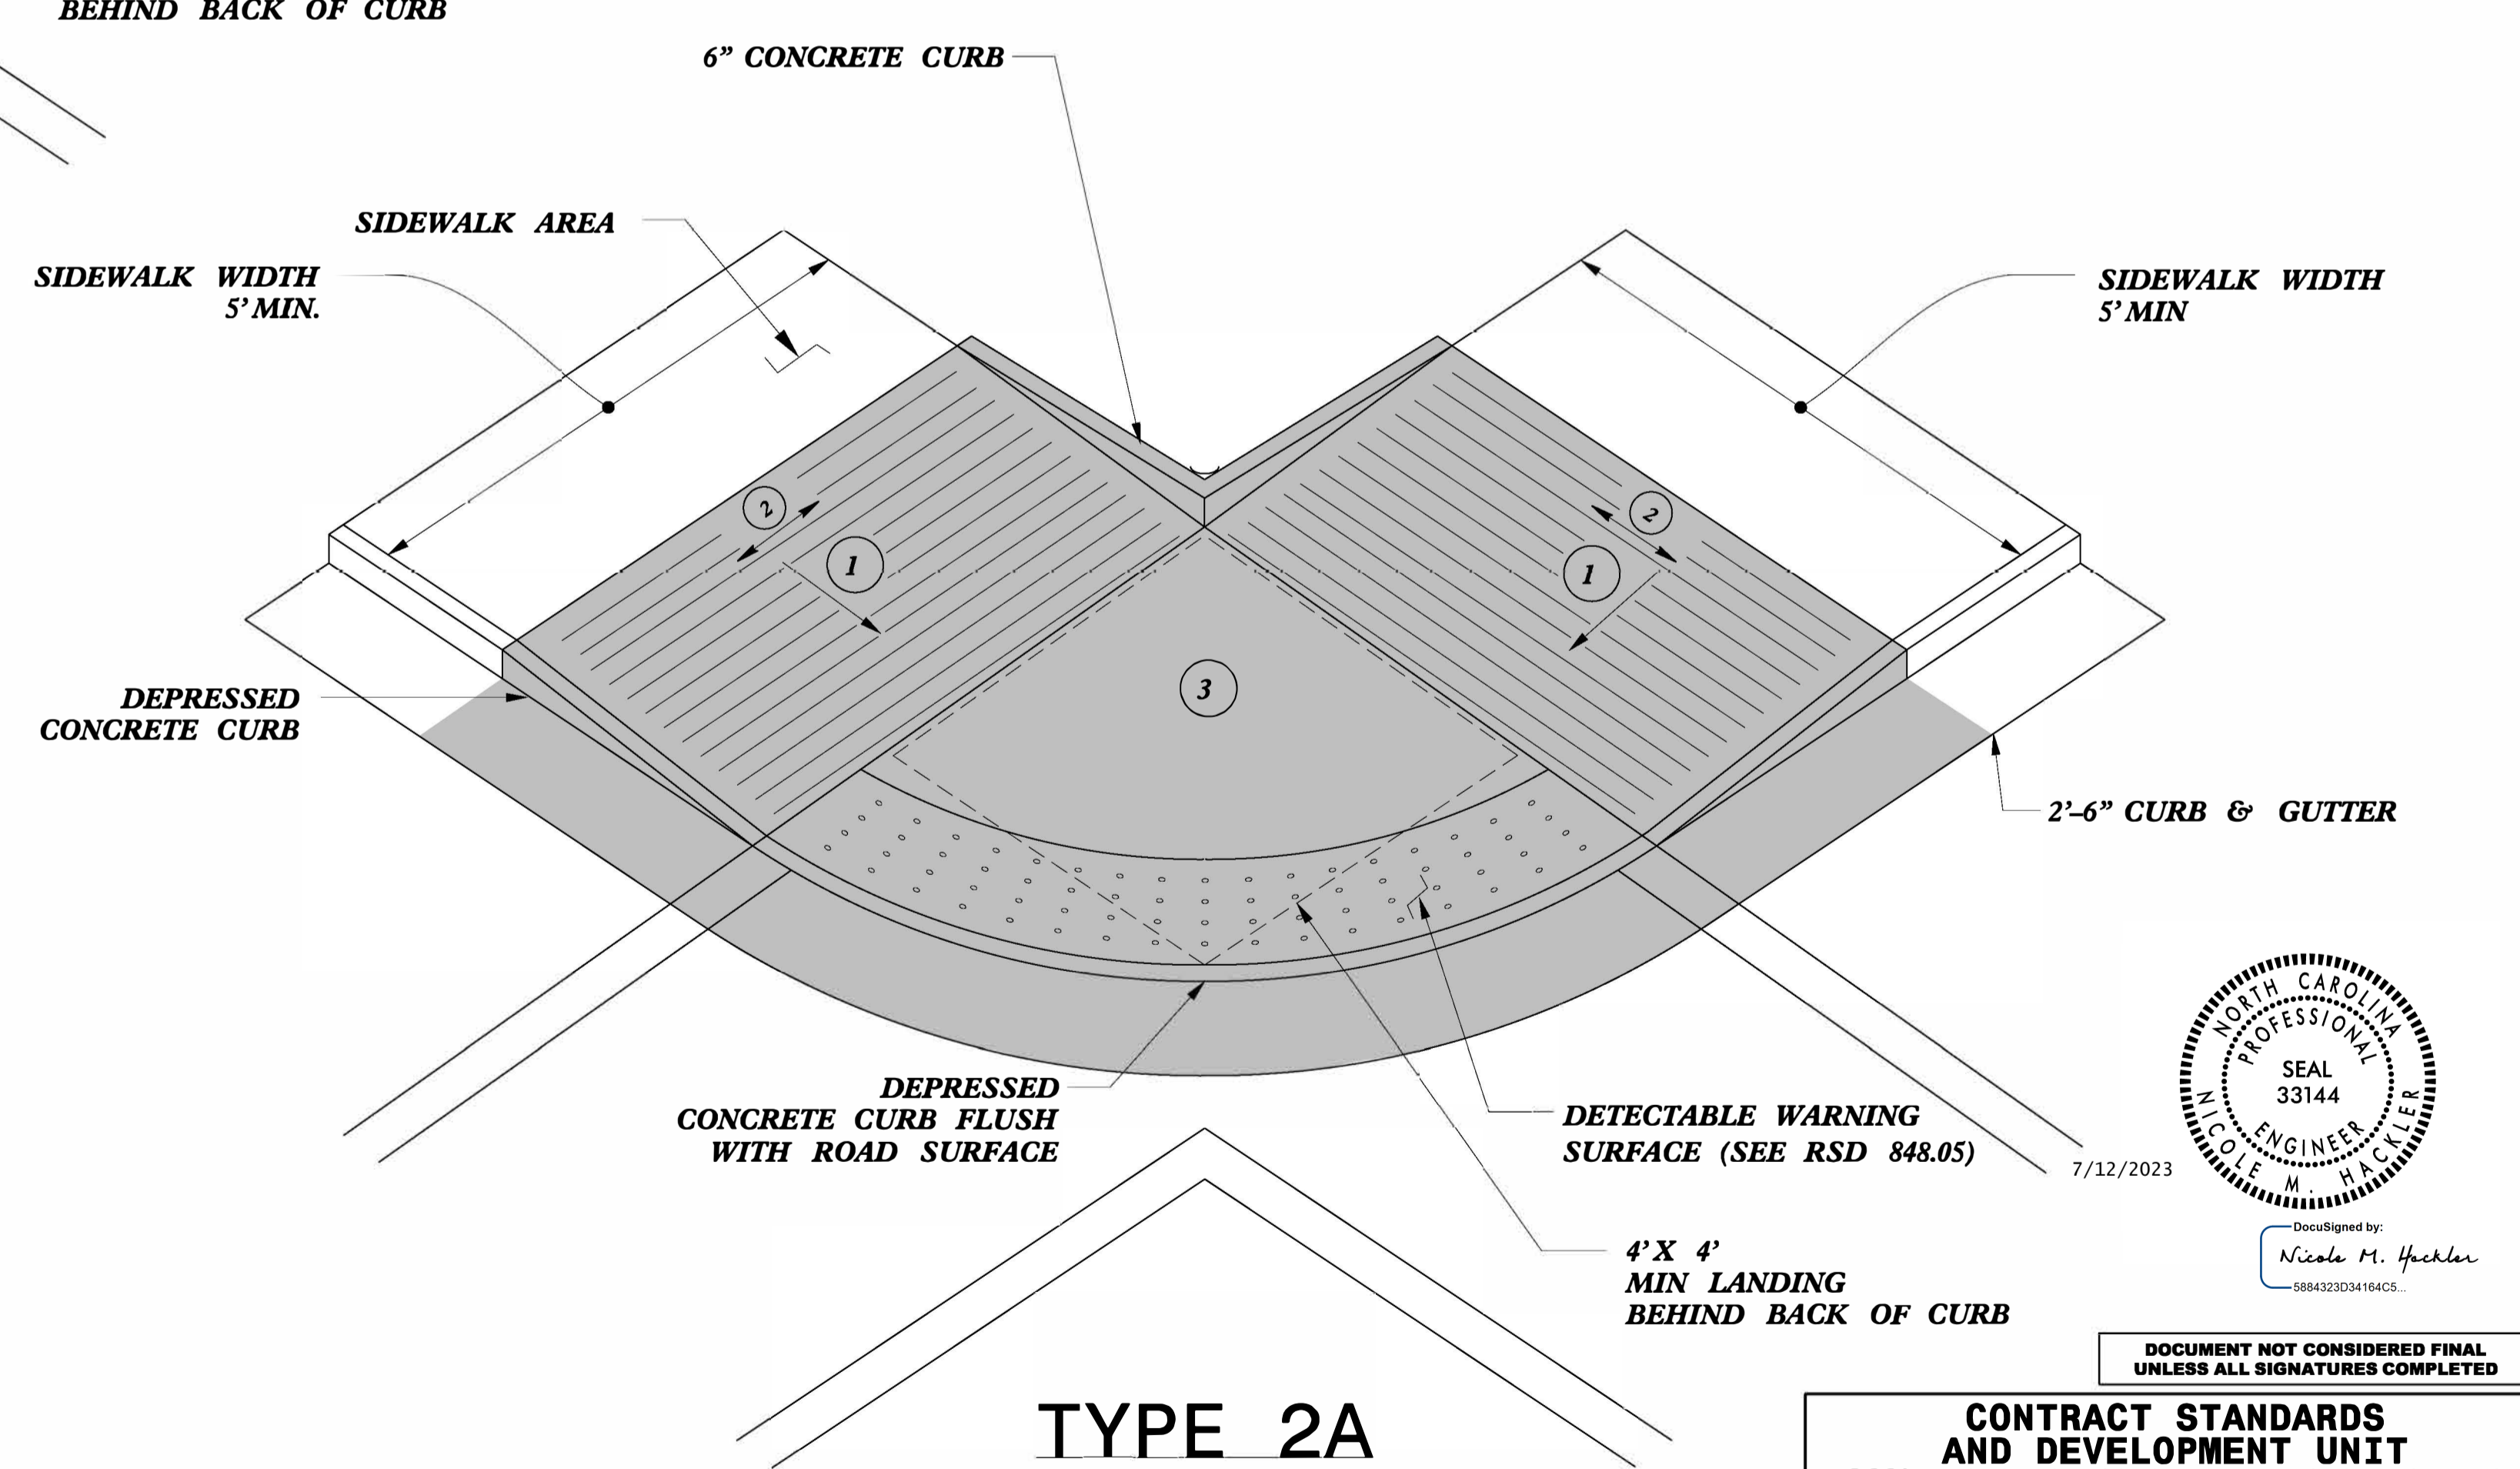 BEHIND BACK OF CURB
6” CONCRETE CURB
SIDEWALK AREA
SIDEWALK WIDTH
5’ MIN.
SIDEWALK WIDTH
5’ MIN
2
1
2
1
3
DEPRESSED
CONCRETE CURB
2’–6” CURB & GUTTER
DEPRESSED
CONCRETE CURB FLUSH
WITH ROAD SURFACE
DETECTABLE WARNING
SURFACE (SEE RSD 848.05)
4’ X 4’
MIN LANDING
BEHIND BACK OF CURB
NORTH CAROLINA
PROFESSIONAL
SEAL
33144
ENGINEER
NICOLE M. HACKLER
7/12/2023
DocuSigned by:
Nicole M. Hackler
5884323D34164C5...
DOCUMENT NOT CONSIDERED FINAL
UNLESS ALL SIGNATURES COMPLETED
TYPE 2A
CONTRACT STANDARDS
AND DEVELOPMENT UNIT